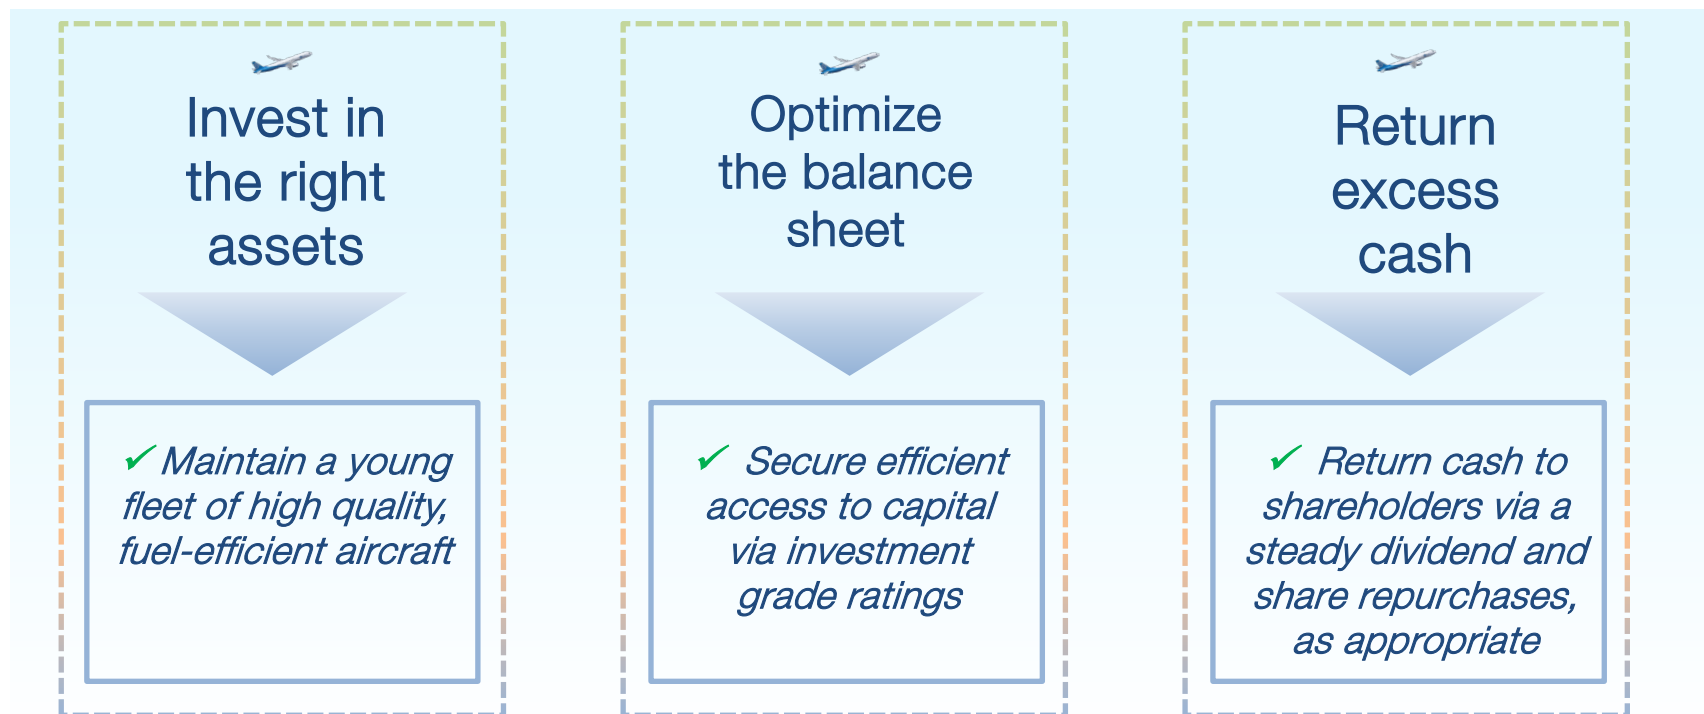 Invest in
the right
assets
✓ Maintain a young
fleet of high quality,
fuel-efficient aircraft
Optimize
the balance
sheet
✓ Secure efficient
access to capital
via investment
grade ratings
Return
excess
cash
✓ Return cash to
shareholders via a
steady dividend and
share repurchases,
as appropriate